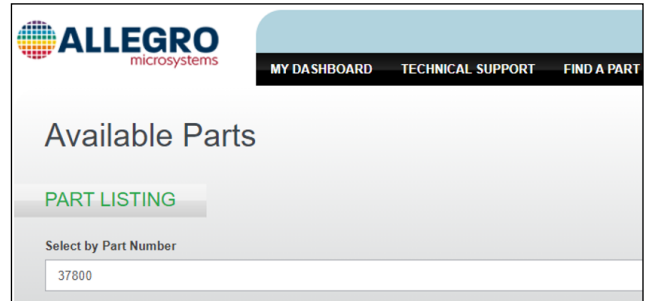 ALLEGRO
microsystems
MY DASHBOARD TECHNICAL SUPPORT FIND A PART
Available Parts
PART LISTING
Select by Part Number
37800